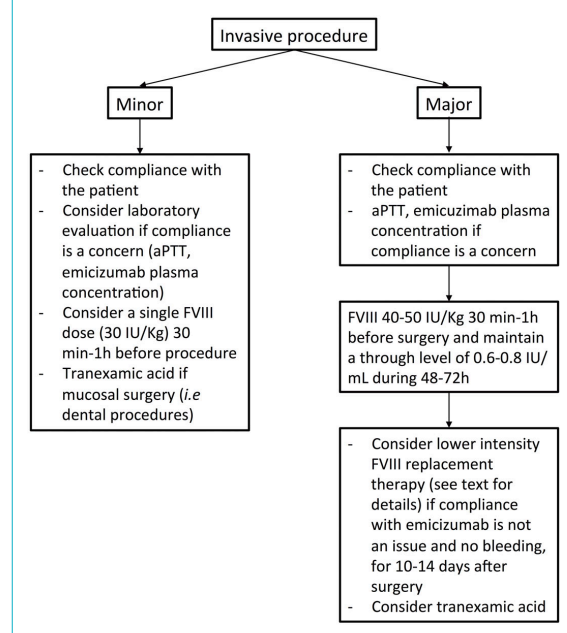 Invasive procedure
Minor
Major
- Check compliance with
the patient
- Consider laboratory
evaluation if compliance
is a concern (aPTT,
emicizumab plasma
concentration)
- Consider a single FVIII
dose (30 IU/Kg) 30
min-1h before procedure
- Tranexamic acid if
mucosal surgery (i.e
dental procedures)
- Check compliance with
the patient
- aPTT, emicuzimab plasma
concentration if
compliance is a concern
FVIII 40-50 IU/Kg 30 min-1h
before surgery and maintain
a through level of 0.6-0.8 IU/
mL during 48-72h
- Consider lower intensity
FVIII replacement
therapy (see text for
details) if compliance
with emicizumab is not
an issue and no bleeding,
for 10-14 days after
surgery
- Consider tranexamic acid